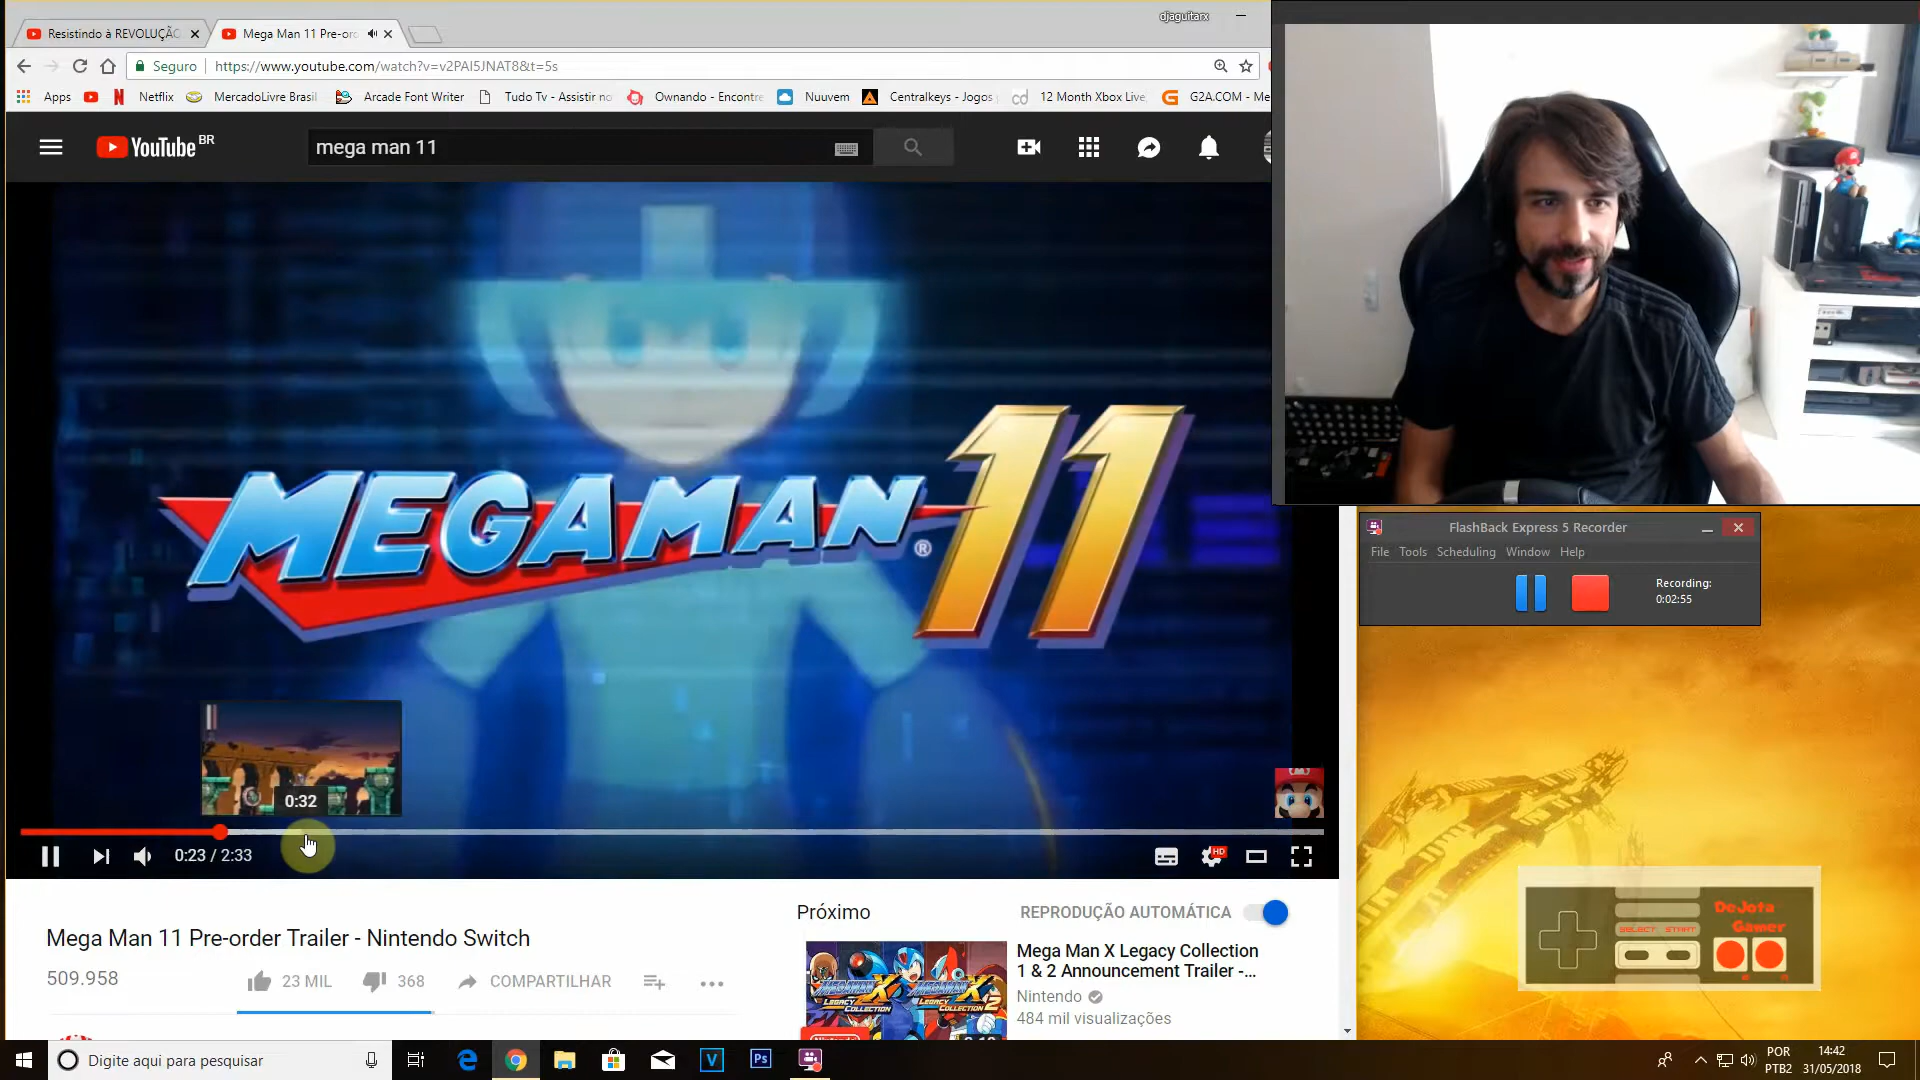 djaguitarx
Resistindo à REVOLUÇÃ
Mega Man 11 Pre-or
Seguro
https://www.youtube.com/watch?v=v2PAI5JNAT8&t=5s
Apps
Netflix
MercadoLivre Brasil
Arcade Font Writer
Tudo Tv - Assistir no
Ownando - Encontre
Nuuvem
Centralkeys - Jogos
12 Month Xbox Live
G2A.COM - Me
YouTube BR
mega man 11
MEGAMAN® 11
0:32
0:23 / 2:33
HD
Mega Man 11 Pre-order Trailer - Nintendo Switch
509.958
23 MIL
368
COMPARTILHAR
Próximo
REPRODUÇÃO AUTOMÁTICA
Mega Man X Legacy Collection
1 & 2 Announcement Trailer -...
Nintendo
484 mil visualizações
FlashBack Express 5 Recorder
File Tools Scheduling Window Help
Recording:
0:02:55
DeJota
Gamer
SELECT START
Digite aqui para pesquisar
POR
PTB2
14:42
31/05/2018